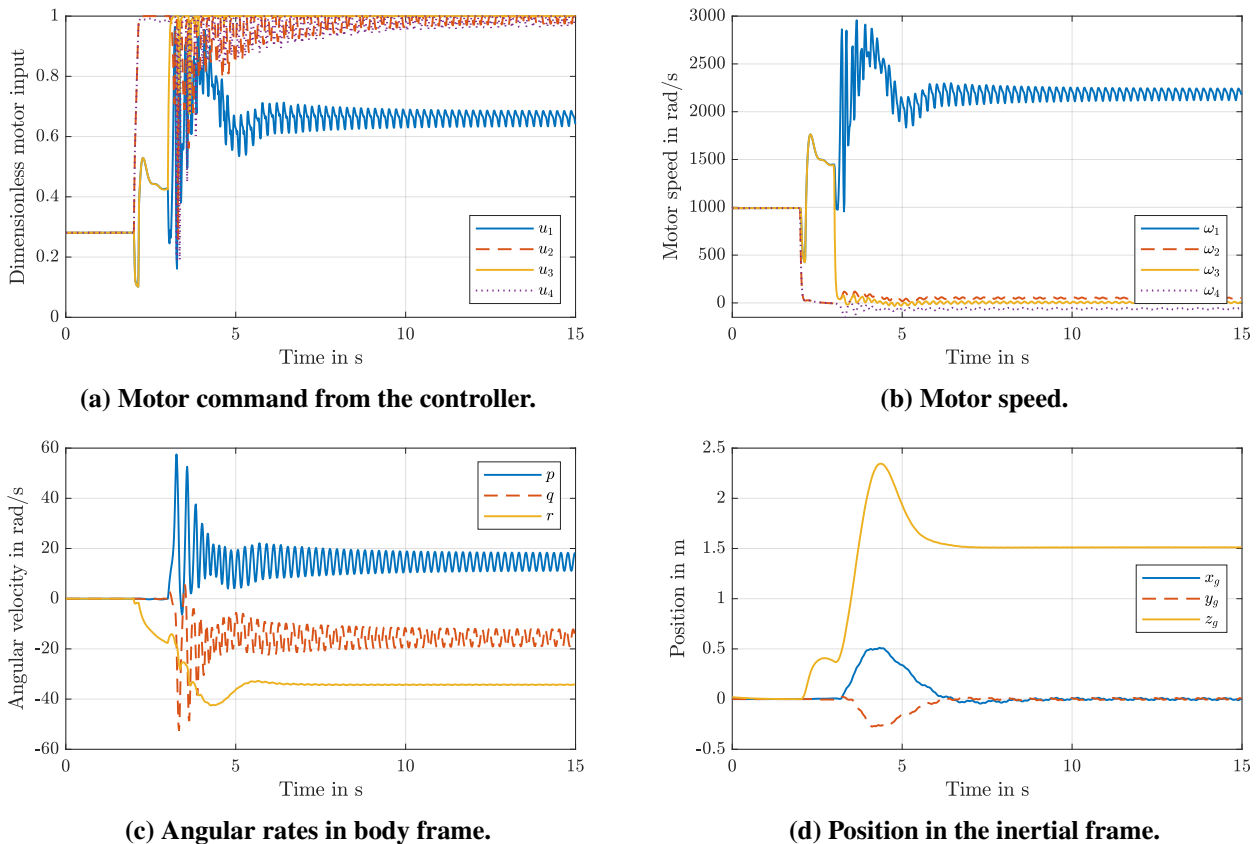 1
0.8
0.6
0.4
0.2
0
0
5
10
15
Dimensionless motor input
Time in s
u1
u2
u3
u4
(a) Motor command from the controller.
3000
2500
2000
1500
1000
500
0
0
5
10
15
Motor speed in rad/s
Time in s
ω1
ω2
ω3
ω4
(b) Motor speed.
60
40
20
0
-20
-40
-60
0
5
10
15
Angular velocity in rad/s
Time in s
p
q
r
(c) Angular rates in body frame.
2.5
2
1.5
1
0.5
0
-0.5
0
5
10
15
Position in m
Time in s
xg
yg
zg
(d) Position in the inertial frame.